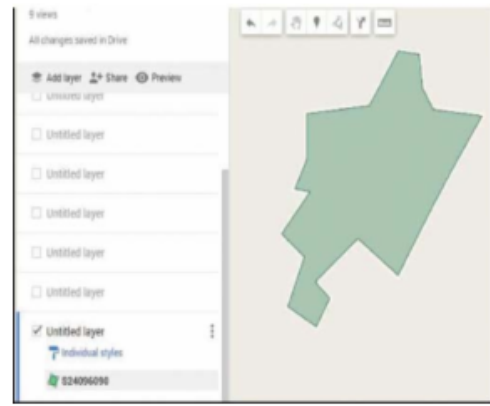 9 views
All changes saved in Drive
Add layer Share Preview
Untitled layer
Untitled layer
Untitled layer
Untitled layer
Untitled layer
Untitled layer
Untitled layer
Individual styles
S24096090